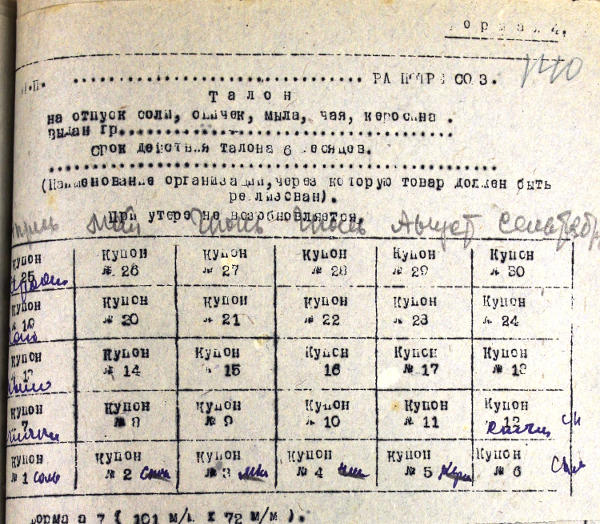 Форма 4.
М.П. РАЙПОТРЕБСОЮЗ.
ТАЛОН
на отпуск соли, спичек, мыла, чая, керосина.
Выдан гр.
Срок действия талона 6 месяцев.
(Наименование организации, через которую товар должен быть
реализован).
При утере не возобновляется.
Апрель Май Июнь Июль Август Сентябрь
Купон Купон Купон Купон Купон Купон
№ 25 № 26 № 27 № 28 № 29 № 30
Купон Купон Купон Купон Купон Купон
№ 19 № 20 № 21 № 22 № 23 № 24
Купон Купон Купон Купон Купон Купон
№ 13 № 14 № 15 16 № 17 № 18
Купон Купон Купон Купон Купон Купон
7 № 8 № 9 № 10 № 11 12
спички
Купон Купон Купон Купон Купон Купон
№ 1 соль № 2 № 3 № 4 № 5 № 6
Форма 7 (101 м/м. х 72 м/м).